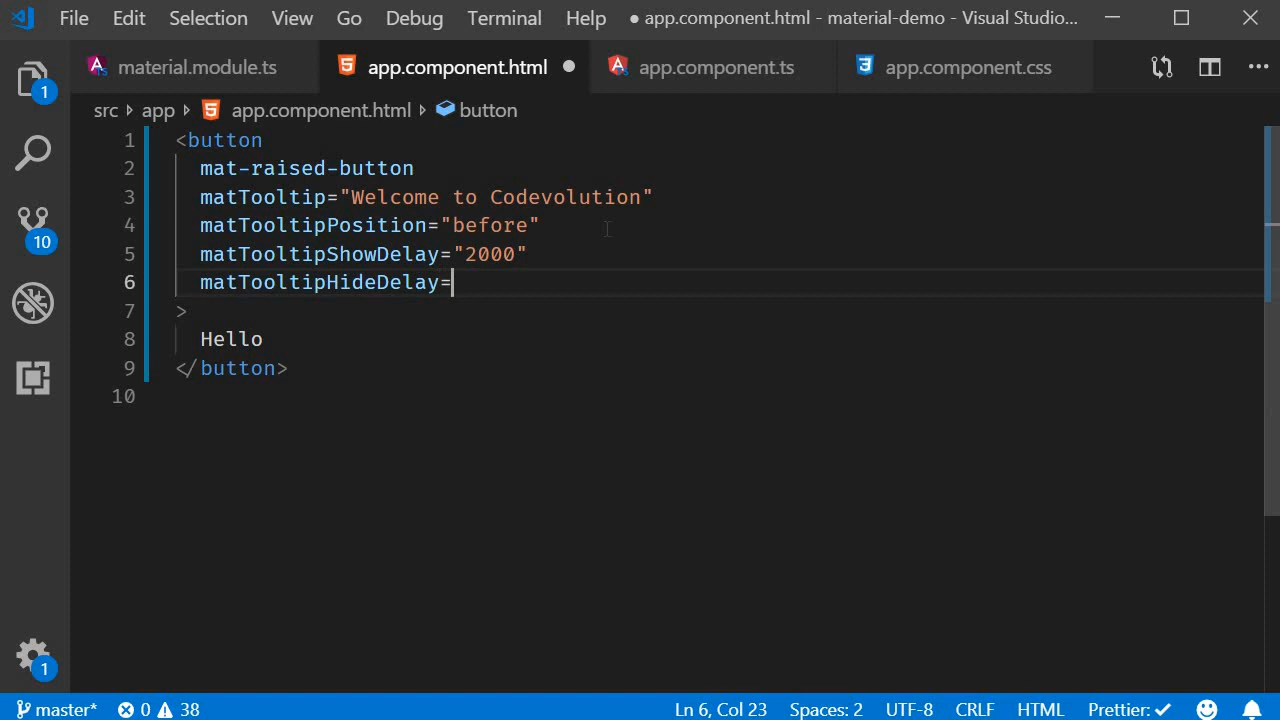 File Edit Selection View Go Debug Terminal Help ● app.component.html - material-demo - Visual Studio...
material.module.ts app.component.html ● app.component.ts app.component.css ...
src app app.component.html button
1 <button
2 mat-raised-button
3 matTooltip="Welcome to Codevolution"
4 matTooltipPosition="before"
5 matTooltipShowDelay="2000"
6 matTooltipHideDelay=
7 >
8 Hello
9 </button>
10
1
10
1
master* 0 38 Ln 6, Col 23 Spaces: 2 UTF-8 CRLF HTML Prettier: ✓